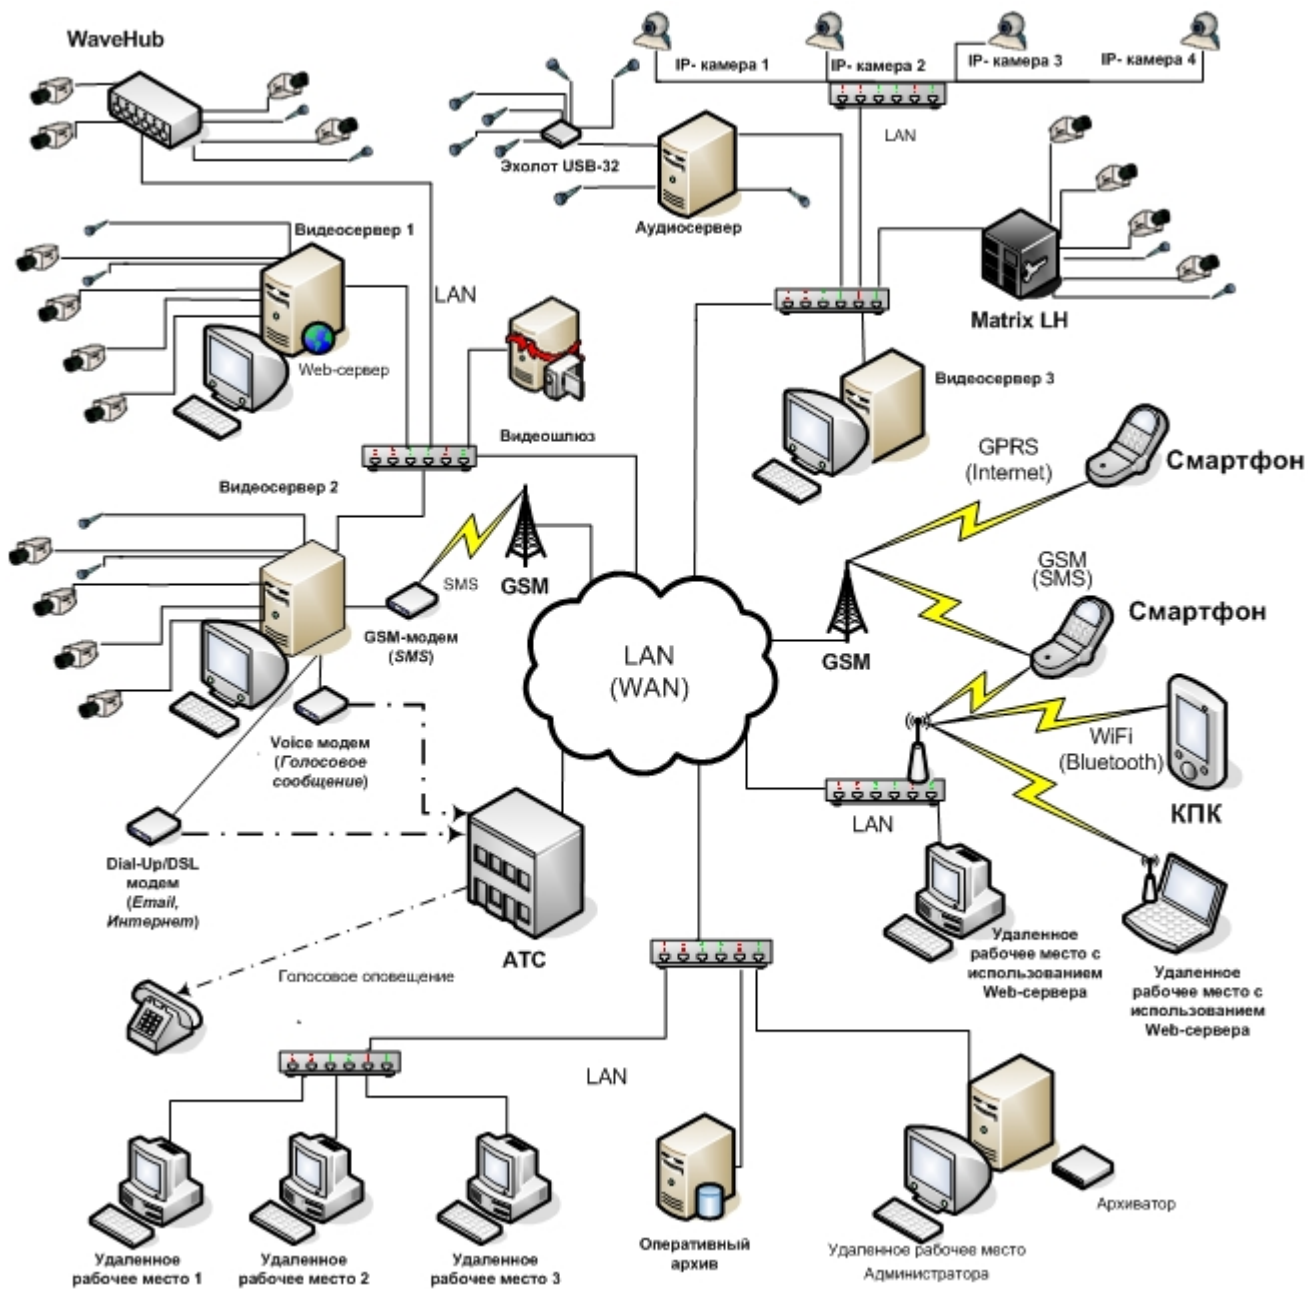 WaveHub
IP- камера 1
IP- камера 2
IP- камера 3
IP- камера 4
LAN
Эхолот USB-32
Аудиосервер
Видеосервер 1
LAN
Matrix LH
Web-сервер
Видеосервер 3
Видеошлюз
GPRS
(Internet)
Смартфон
Видеосервер 2
SMS
GSM
GSM
(SMS)
Смартфон
GSM-модем
(SMS)
LAN
(WAN)
GSM
Voice модем
(Голосовое
сообщение)
WiFi
(Bluetooth)
КПК
LAN
Dial-Up/DSL
модем
(Email,
Интернет)
АТС
Голосовое оповещение
Удаленное
рабочее место с
использованием
Web-сервера
Удаленное
рабочее место с
использованием
Web-сервера
LAN
Архиватор
Удаленное
рабочее место 1
Удаленное
рабочее место 2
Удаленное
рабочее место 3
Оперативный
архив
Удаленное рабочее место
Администратора